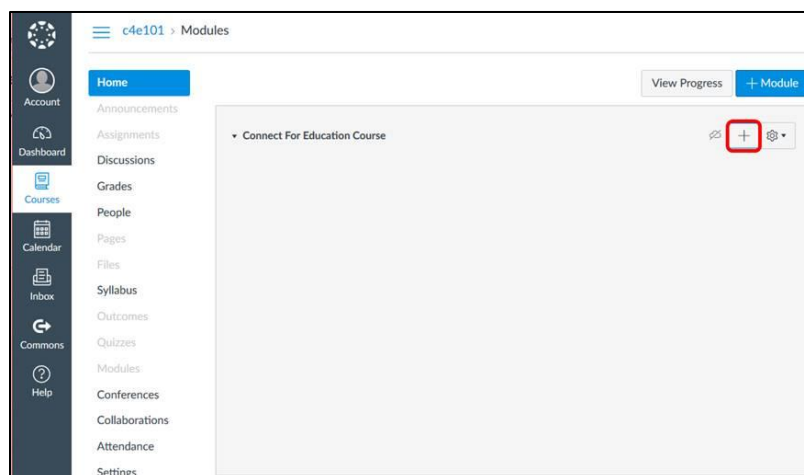 c4e101 > Modules
Account
Dashboard
Courses
Calendar
Inbox
Commons
Help
Home
Announcements
Assignments
Discussions
Grades
People
Pages
Files
Syllabus
Outcomes
Quizzes
Modules
Conferences
Collaborations
Attendance
Settings
View Progress
+ Module
Connect For Education Course